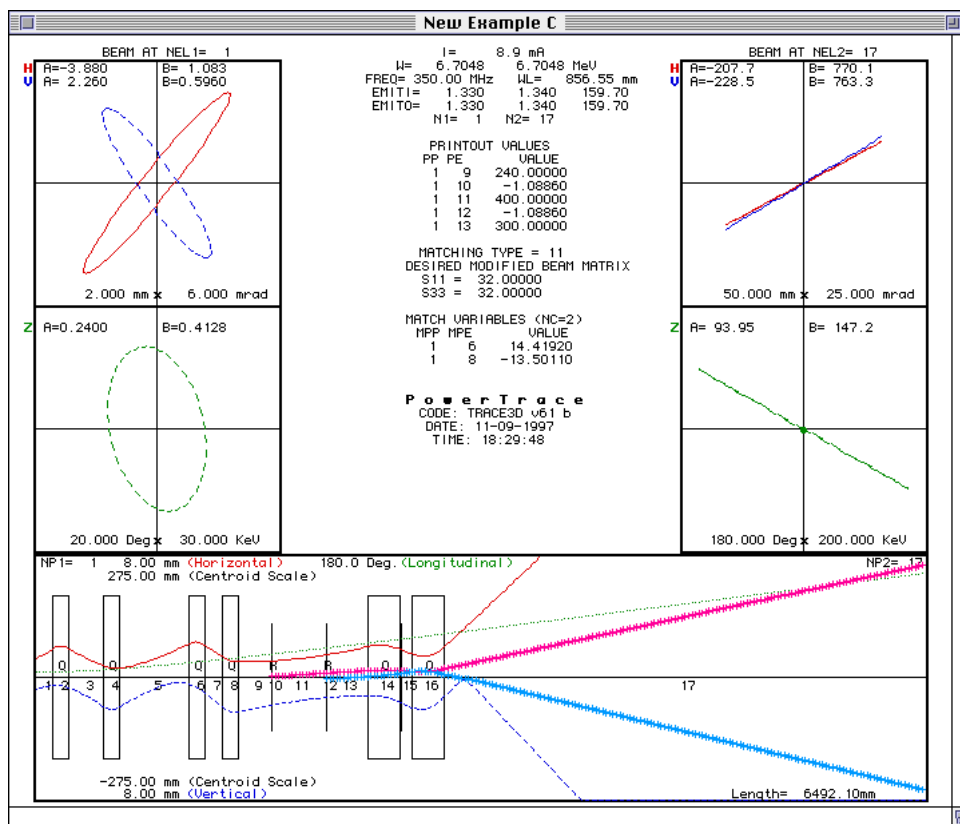 New Example C
BEAM AT NEL1= 1
H A=-3.880 B= 1.083
V A= 2.260 B=0.5960
2.000 mm x 6.000 mrad
Z A=0.2400 B=0.4128
20.000 Deg x 30.000 KeV
I= 8.9 mA
W= 6.7048 6.7048 MeV
FREQ= 350.00 MHz WL= 856.55 mm
EMITI= 1.330 1.340 159.70
EMITO= 1.330 1.340 159.70
N1= 1 N2= 17
PRINTOUT VALUES
PP PE VALUE
1 9 240.00000
1 10 -1.08860
1 11 400.00000
1 12 -1.08860
1 13 300.00000
MATCHING TYPE = 11
DESIRED MODIFIED BEAM MATRIX
S11 = 32.00000
S33 = 32.00000
MATCH VARIABLES (NC=2)
MPP MPE VALUE
1 6 14.41920
1 8 -13.50110
PowerTrace
CODE: TRACE3D v61 b
DATE: 11-09-1997
TIME: 18:29:48
BEAM AT NEL2= 17
H A=-207.7 B= 770.1
V A=-228.5 B= 763.3
50.000 mm x 25.000 mrad
Z A= 93.95 B= 147.2
180.000 Deg x 200.000 KeV
NP1= 1 8.00 mm (Horizontal) 180.0 Deg.(Longitudinal) NP2= 17
275.00 mm (Centroid Scale)
Q Q Q Q R R Q Q
1 2 3 4 5 6 7 8 9 10 11 12 13 14 15 16 17
-275.00 mm (Centroid Scale)
8.00 mm (Vertical) Length= 6492.10mm